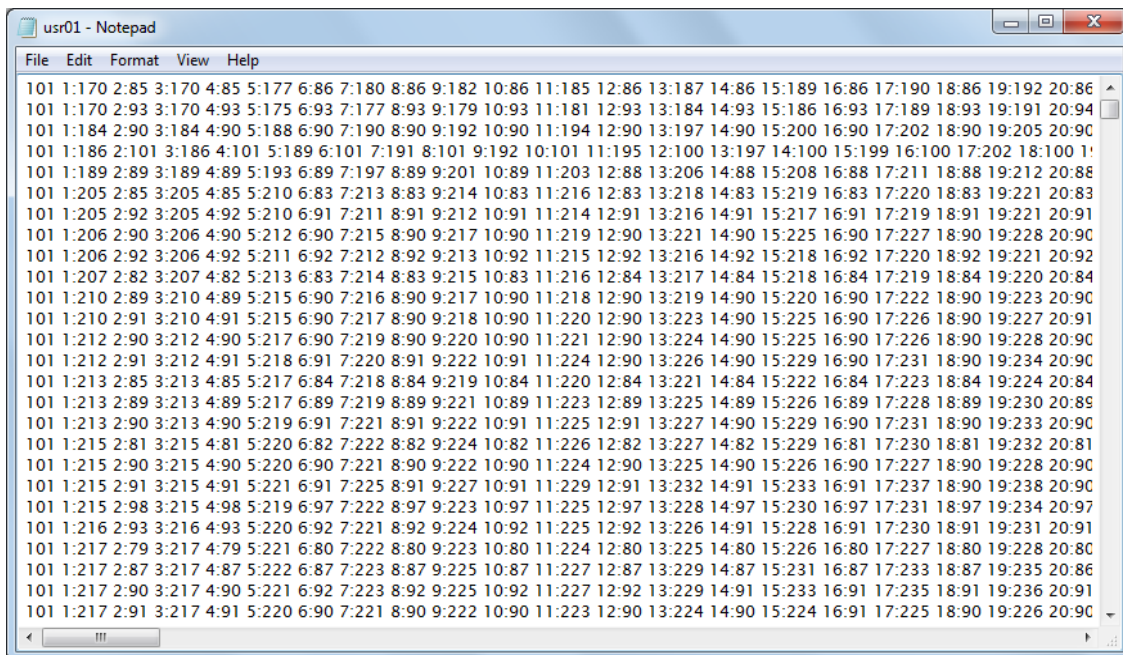 usr01 - Notepad
File Edit Format View Help
101 1:170 2:85 3:170 4:85 5:177 6:86 7:180 8:86 9:182 10:86 11:185 12:86 13:187 14:86 15:189 16:86 17:190 18:86 19:192 20:86
101 1:170 2:93 3:170 4:93 5:175 6:93 7:177 8:93 9:179 10:93 11:181 12:93 13:184 14:93 15:186 16:93 17:189 18:93 19:191 20:94
101 1:184 2:90 3:184 4:90 5:188 6:90 7:190 8:90 9:192 10:90 11:194 12:90 13:197 14:90 15:200 16:90 17:202 18:90 19:205 20:90
101 1:186 2:101 3:186 4:101 5:189 6:101 7:191 8:101 9:192 10:101 11:195 12:100 13:197 14:100 15:199 16:100 17:202 18:100
101 1:189 2:89 3:189 4:89 5:193 6:89 7:197 8:89 9:201 10:89 11:203 12:88 13:206 14:88 15:208 16:88 17:211 18:88 19:212 20:88
101 1:205 2:85 3:205 4:85 5:210 6:83 7:213 8:83 9:214 10:83 11:216 12:83 13:218 14:83 15:219 16:83 17:220 18:83 19:221 20:83
101 1:205 2:92 3:205 4:92 5:210 6:91 7:211 8:91 9:212 10:91 11:214 12:91 13:216 14:91 15:217 16:91 17:219 18:91 19:221 20:91
101 1:206 2:90 3:206 4:90 5:212 6:90 7:215 8:90 9:217 10:90 11:219 12:90 13:221 14:90 15:225 16:90 17:227 18:90 19:228 20:90
101 1:206 2:92 3:206 4:92 5:211 6:92 7:212 8:92 9:213 10:92 11:215 12:92 13:216 14:92 15:218 16:92 17:220 18:92 19:221 20:92
101 1:207 2:82 3:207 4:82 5:213 6:83 7:214 8:83 9:215 10:83 11:216 12:84 13:217 14:84 15:218 16:84 17:219 18:84 19:220 20:84
101 1:210 2:89 3:210 4:89 5:215 6:90 7:216 8:90 9:217 10:90 11:218 12:90 13:219 14:90 15:220 16:90 17:222 18:90 19:223 20:90
101 1:210 2:91 3:210 4:91 5:215 6:90 7:217 8:90 9:218 10:90 11:220 12:90 13:223 14:90 15:225 16:90 17:226 18:90 19:227 20:91
101 1:212 2:90 3:212 4:90 5:217 6:90 7:219 8:90 9:220 10:90 11:221 12:90 13:224 14:90 15:225 16:90 17:226 18:90 19:228 20:90
101 1:212 2:91 3:212 4:91 5:218 6:91 7:220 8:91 9:222 10:91 11:224 12:90 13:226 14:90 15:229 16:90 17:231 18:90 19:234 20:90
101 1:213 2:85 3:213 4:85 5:217 6:84 7:218 8:84 9:219 10:84 11:220 12:84 13:221 14:84 15:222 16:84 17:223 18:84 19:224 20:84
101 1:213 2:89 3:213 4:89 5:217 6:89 7:219 8:89 9:221 10:89 11:223 12:89 13:225 14:89 15:226 16:89 17:228 18:89 19:230 20:89
101 1:213 2:90 3:213 4:90 5:219 6:91 7:221 8:91 9:222 10:91 11:225 12:91 13:227 14:90 15:229 16:90 17:231 18:90 19:233 20:90
101 1:215 2:81 3:215 4:81 5:220 6:82 7:222 8:82 9:224 10:82 11:226 12:82 13:227 14:82 15:229 16:81 17:230 18:81 19:232 20:81
101 1:215 2:90 3:215 4:90 5:220 6:90 7:221 8:90 9:222 10:90 11:224 12:90 13:225 14:90 15:226 16:90 17:227 18:90 19:228 20:90
101 1:215 2:91 3:215 4:91 5:221 6:91 7:225 8:91 9:227 10:91 11:229 12:91 13:232 14:91 15:233 16:91 17:237 18:90 19:238 20:90
101 1:215 2:98 3:215 4:98 5:219 6:97 7:222 8:97 9:223 10:97 11:225 12:97 13:228 14:97 15:230 16:97 17:231 18:97 19:234 20:97
101 1:216 2:93 3:216 4:93 5:220 6:92 7:221 8:92 9:224 10:92 11:225 12:92 13:226 14:91 15:228 16:91 17:230 18:91 19:231 20:91
101 1:217 2:79 3:217 4:79 5:221 6:80 7:222 8:80 9:223 10:80 11:224 12:80 13:225 14:80 15:226 16:80 17:227 18:80 19:228 20:80
101 1:217 2:87 3:217 4:87 5:222 6:87 7:223 8:87 9:225 10:87 11:227 12:87 13:229 14:87 15:231 16:87 17:233 18:87 19:235 20:86
101 1:217 2:90 3:217 4:90 5:222 6:90 7:223 8:90 9:225 10:92 11:227 12:92 13:229 14:91 15:233 16:91 17:235 18:91 19:236 20:91
101 1:217 2:91 3:217 4:91 5:220 6:90 7:221 8:90 9:222 10:90 11:223 12:90 13:224 14:90 15:224 16:91 17:225 18:90 19:226 20:90